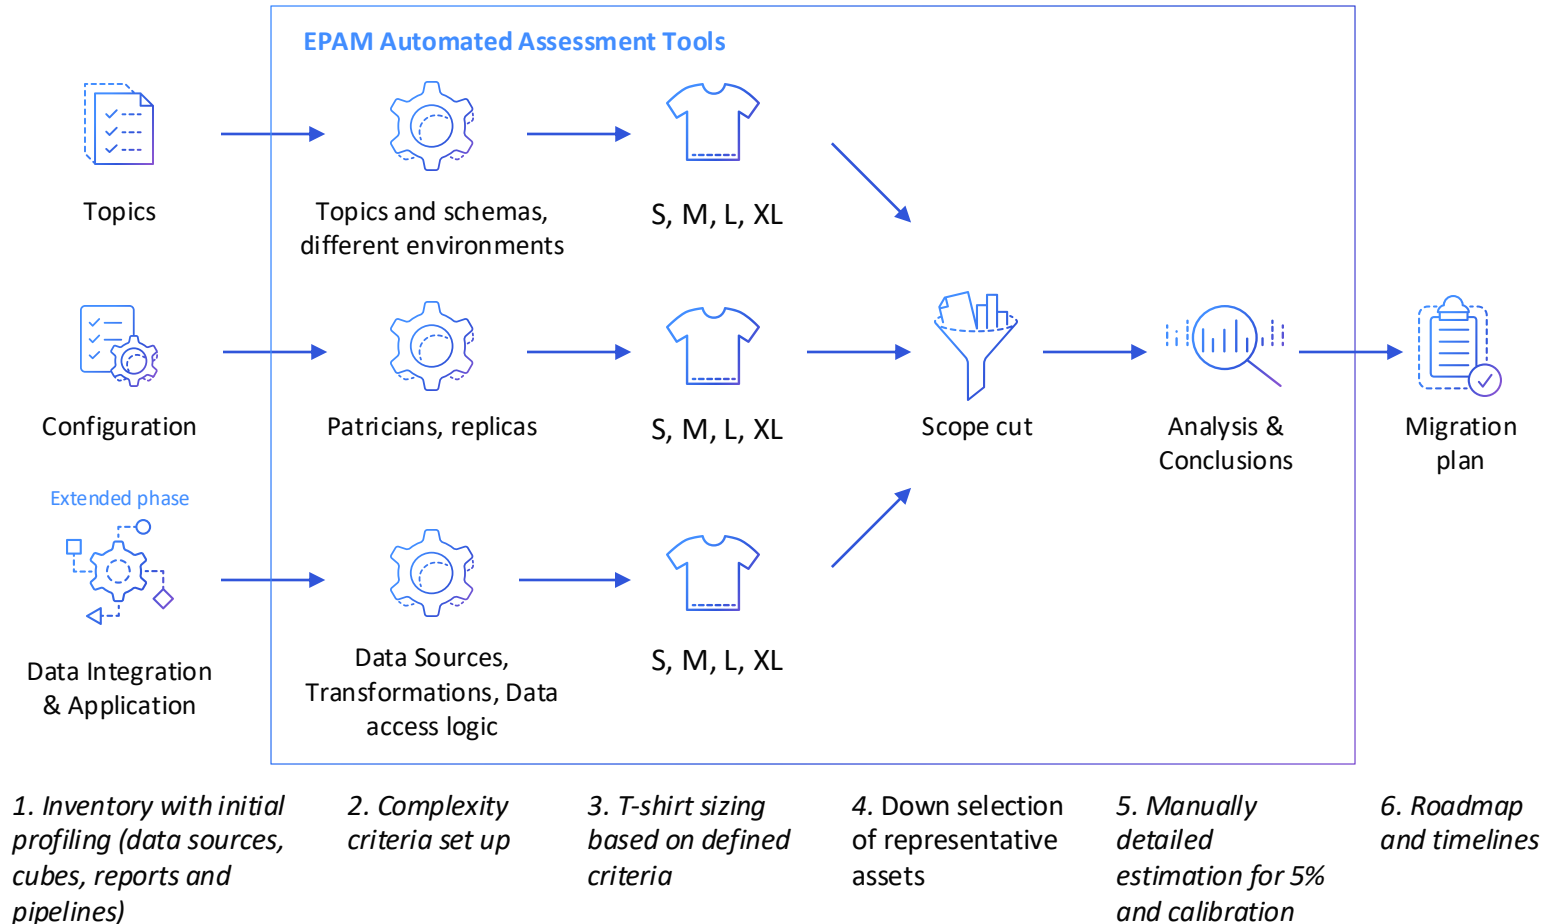 EPAM Automated Assessment Tools
Topics
Topics and schemas,
different environments
S, M, L, XL
Configuration
Patricians, replicas
S, M, L, XL
Scope cut
Analysis &
Conclusions
Migration
plan
Extended phase
Data Integration
& Application
Data Sources,
Transformations, Data
access logic
S, M, L, XL
1. Inventory with initial
profiling (data sources,
cubes, reports and
pipelines)
2. Complexity
criteria set up
3. T-shirt sizing
based on defined
criteria
4. Down selection
of representative
assets
5. Manually
detailed
estimation for 5%
and calibration
6. Roadmap
and timelines